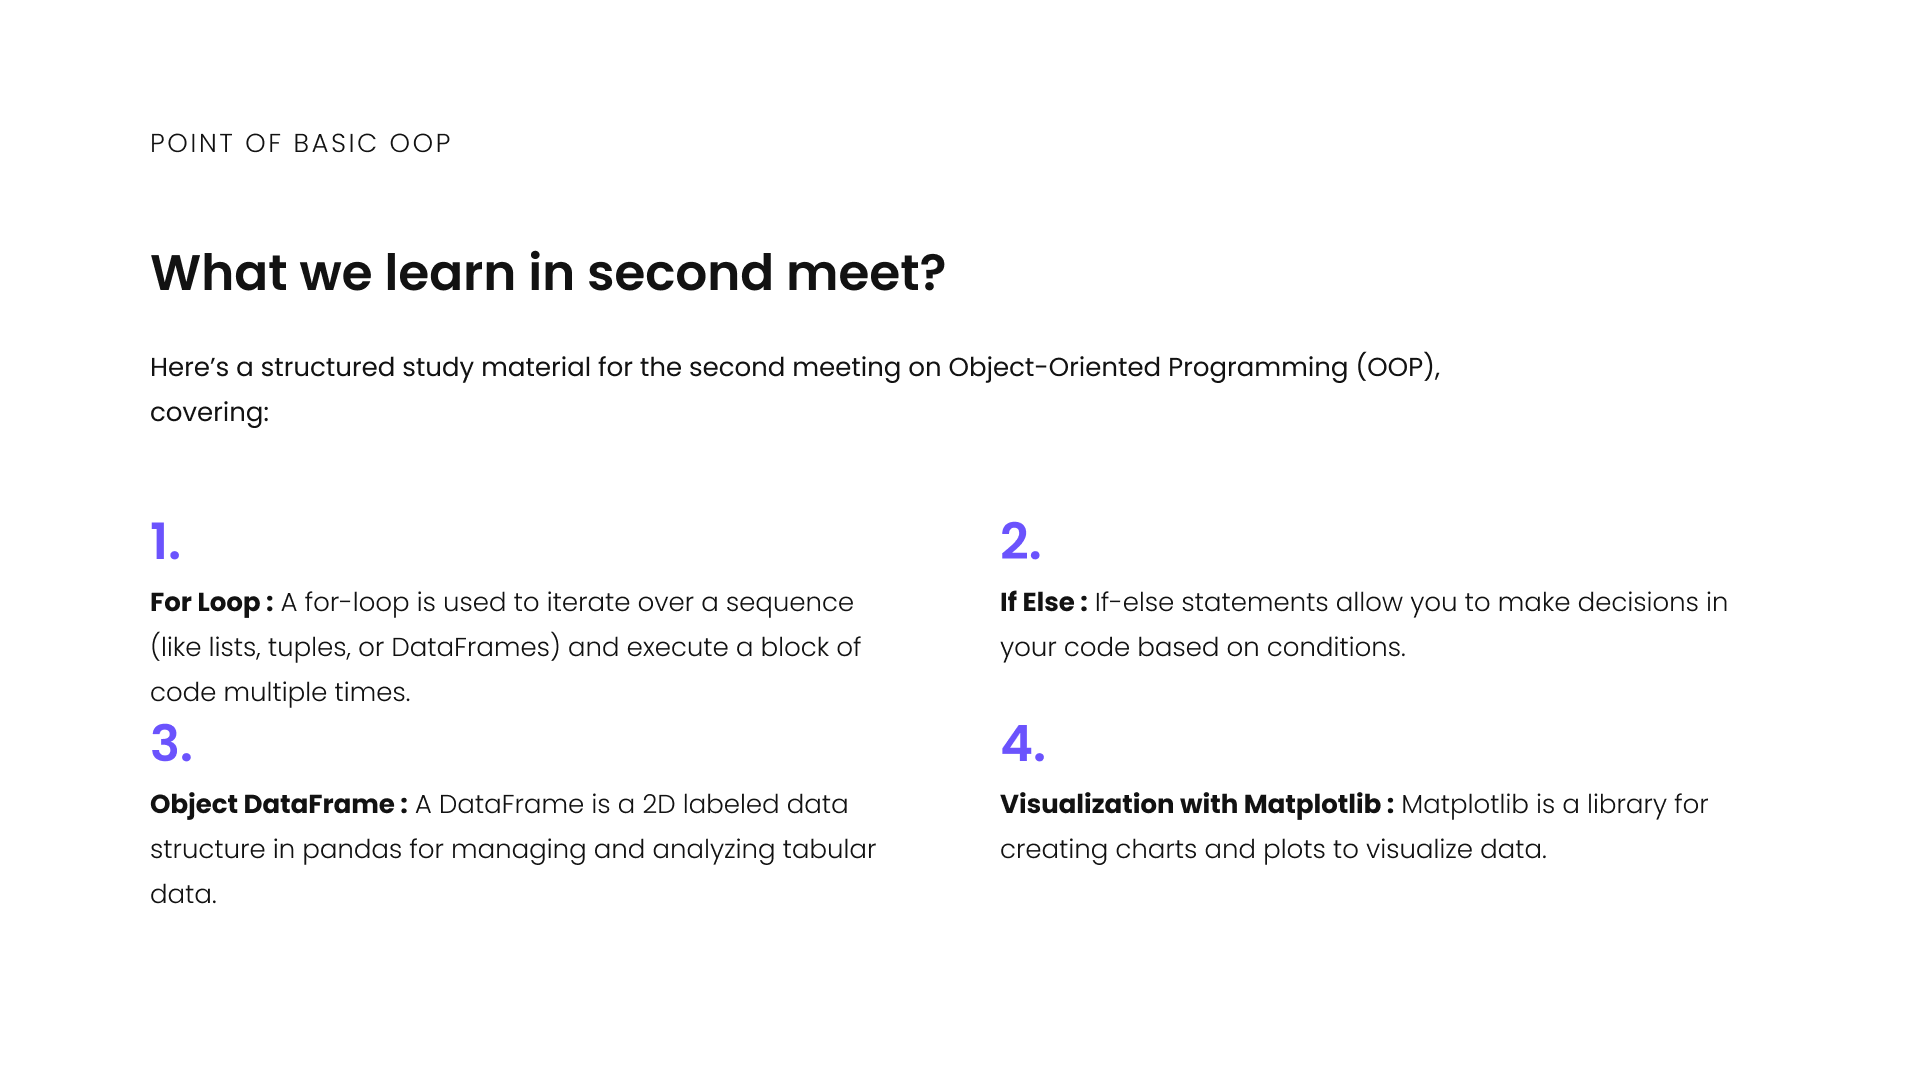 POINT OF BASIC OOP
What we learn in second meet?
Here’s a structured study material for the second meeting on Object-Oriented Programming (OOP),
covering:
1.
For Loop : A for-loop is used to iterate over a sequence
(like lists, tuples, or DataFrames) and execute a block of
code multiple times.
2.
If Else : If-else statements allow you to make decisions in
your code based on conditions.
3.
Object DataFrame : A DataFrame is a 2D labeled data
structure in pandas for managing and analyzing tabular
data.
4.
Visualization with Matplotlib : Matplotlib is a library for
creating charts and plots to visualize data.